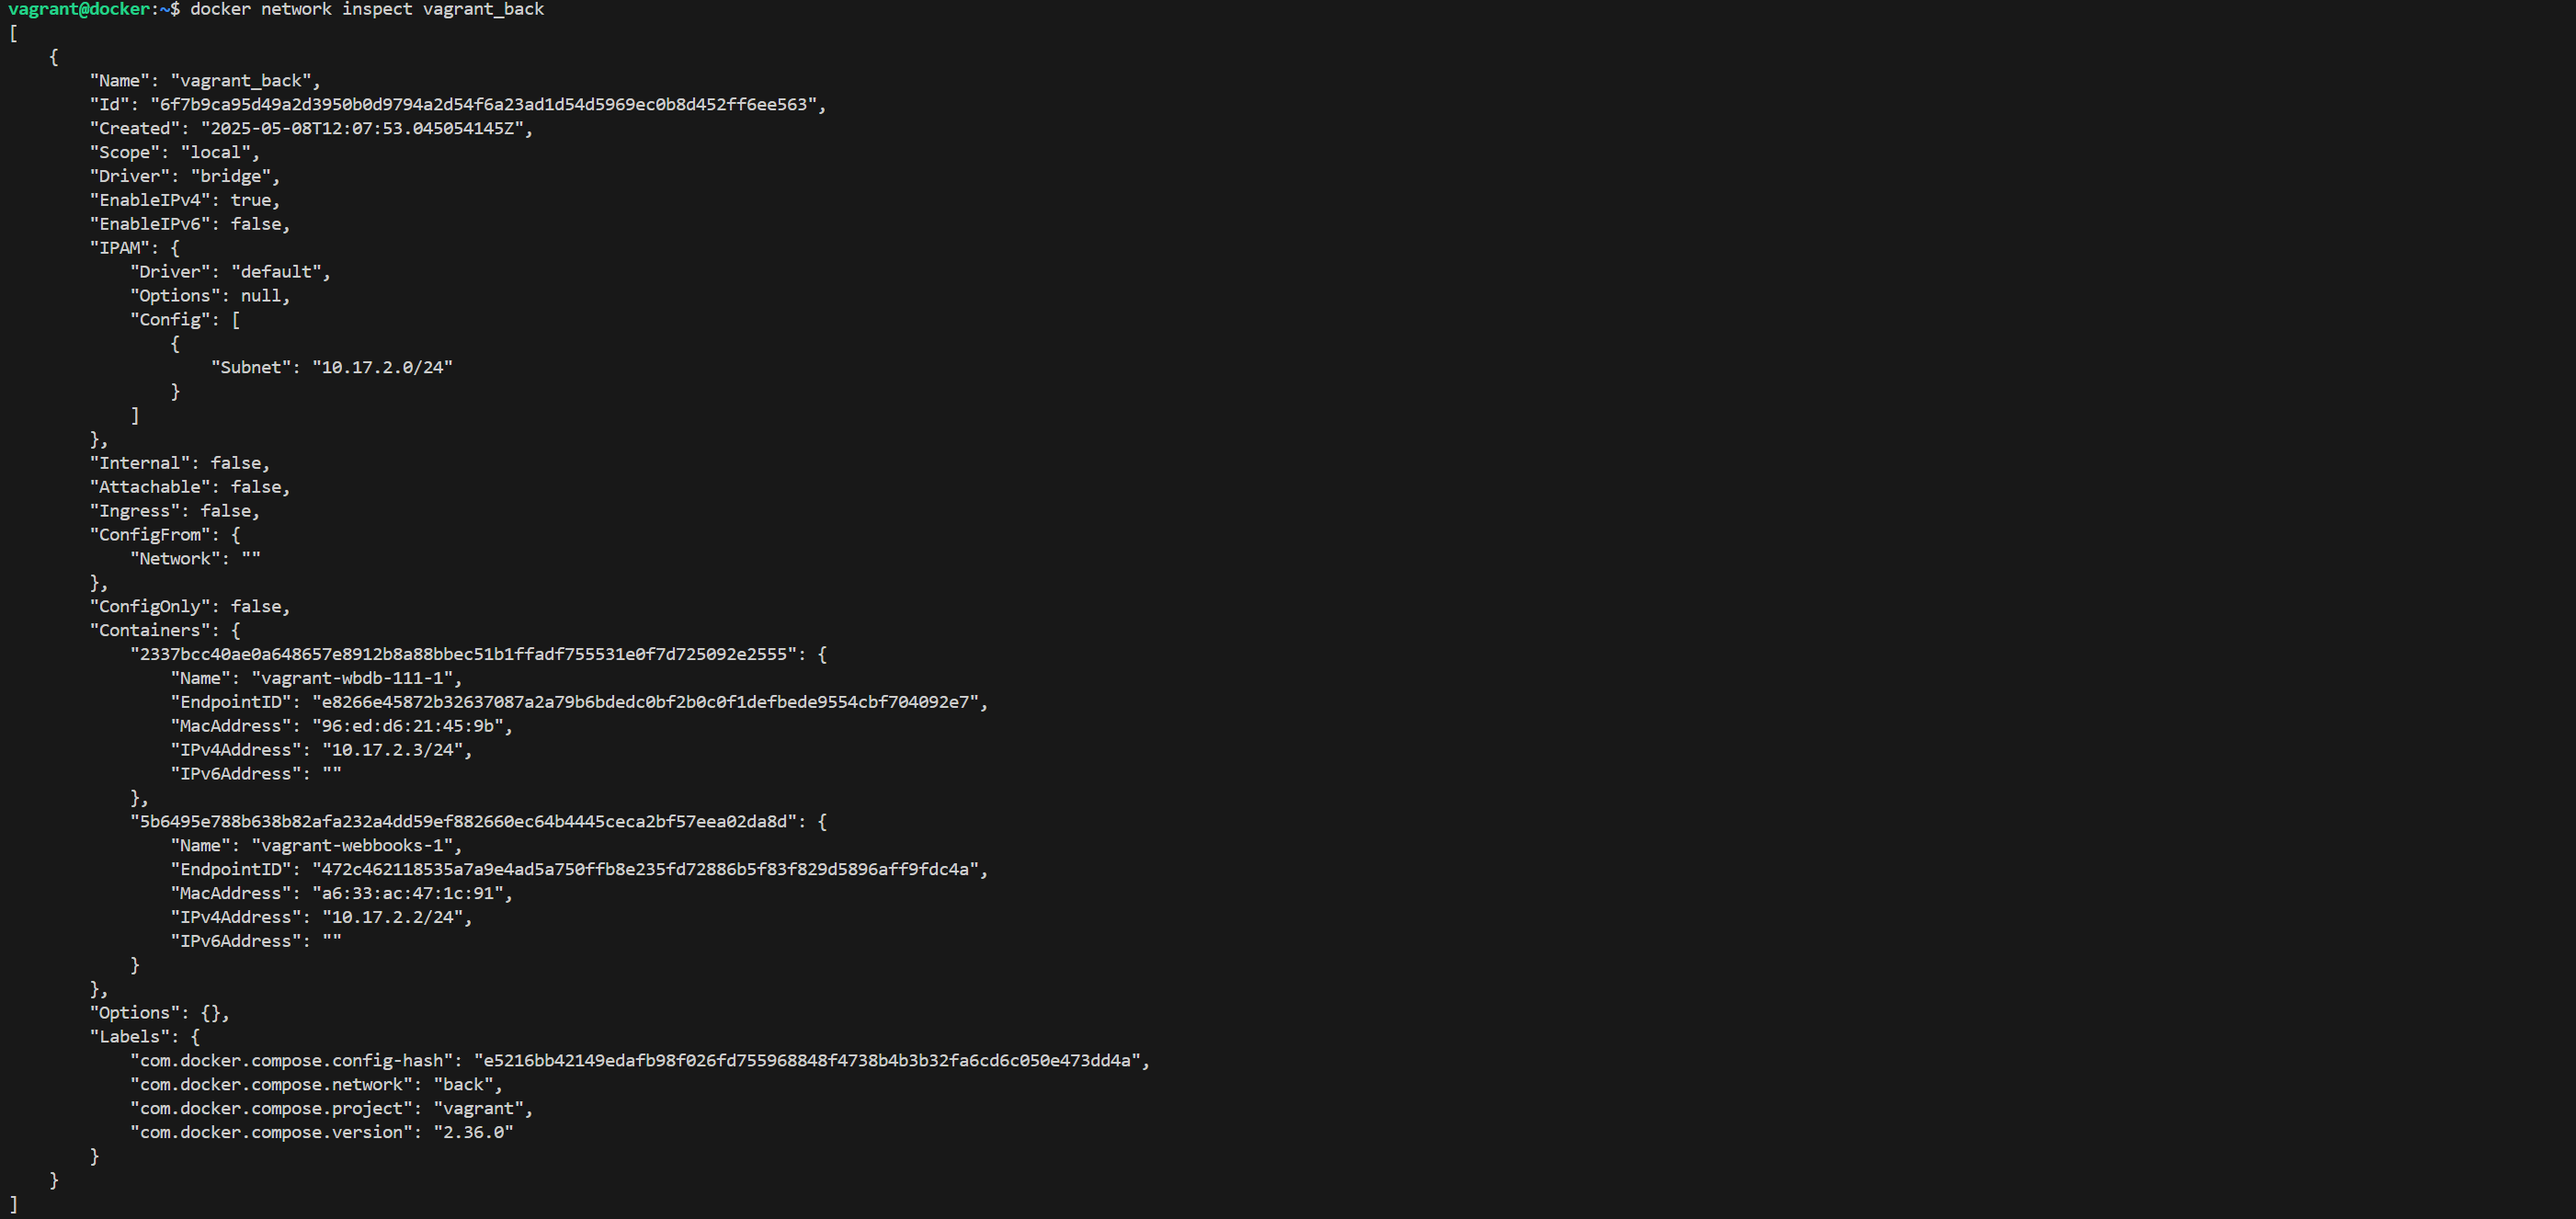 vagrant@docker:~$ docker network inspect vagrant_back
[
    {
        "Name": "vagrant_back",
        "Id": "6f7b9ca95d49a2d3950b0d9794a2d54f6a23ad1d54d5969ec0b8d452ff6ee563",
        "Created": "2025-05-08T12:07:53.045054145Z",
        "Scope": "local",
        "Driver": "bridge",
        "EnableIPv4": true,
        "EnableIPv6": false,
        "IPAM": {
            "Driver": "default",
            "Options": null,
            "Config": [
                {
                    "Subnet": "10.17.2.0/24"
                }
            ]
        },
        "Internal": false,
        "Attachable": false,
        "Ingress": false,
        "ConfigFrom": {
            "Network": ""
        },
        "ConfigOnly": false,
        "Containers": {
            "2337bcc40ae0a648657e8912b8a88bbec51b1ffadf755531e0f7d725092e2555": {
                "Name": "vagrant-wbdb-111-1",
                "EndpointID": "e8266e45872b32637087a2a79b6bdedc0bf2b0c0f1defbede9554cbf704092e7",
                "MacAddress": "96:ed:d6:21:45:9b",
                "IPv4Address": "10.17.2.3/24",
                "IPv6Address": ""
            },
            "5b6495e788b638b82afa232a4dd59ef882660ec64b4445ceca2bf57eea02da8d": {
                "Name": "vagrant-webbooks-1",
                "EndpointID": "472c462118535a7a9e4ad5a750ffb8e235fd72886b5f83f829d5896aff9fdc4a",
                "MacAddress": "a6:33:ac:47:1c:91",
                "IPv4Address": "10.17.2.2/24",
                "IPv6Address": ""
            }
        },
        "Options": {},
        "Labels": {
            "com.docker.compose.config-hash": "e5216bb42149edafb98f026fd755968848f4738b4b3b32fa6cd6c050e473dd4a",
            "com.docker.compose.network": "back",
            "com.docker.compose.project": "vagrant",
            "com.docker.compose.version": "2.36.0"
        }
    }
]